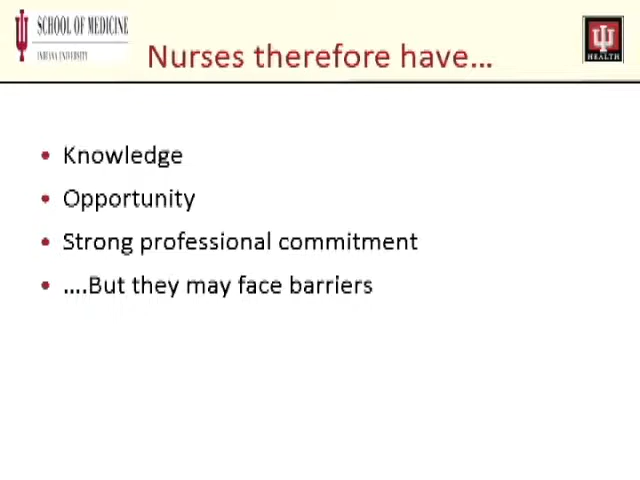 SCHOOL OF MEDICINE
INDIANA UNIVERSITY
Nurses therefore have…
HEALTH
• Knowledge
• Opportunity
• Strong professional commitment
• ….But they may face barriers